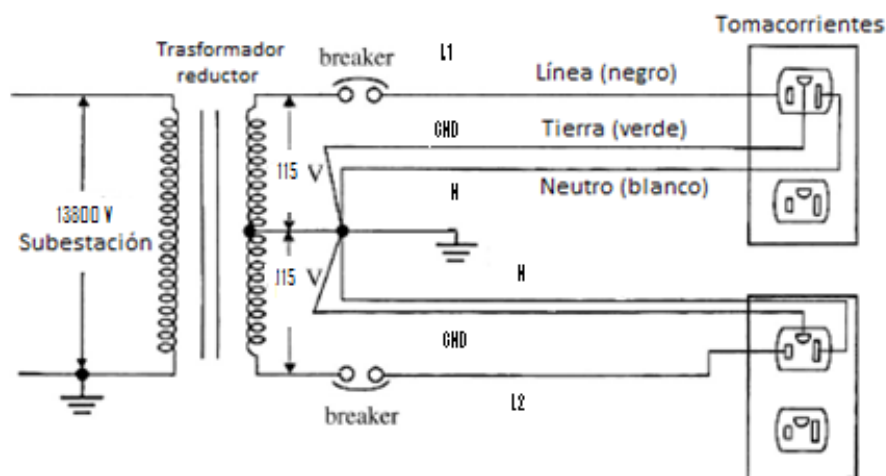 Tomacorrientes
Trasformador
reductor
breaker
L1
Línea (negro)
GND
Tierra (verde)
115 V
N
Neutro (blanco)
13800 V
Subestación
115 V
N
GND
L2
breaker